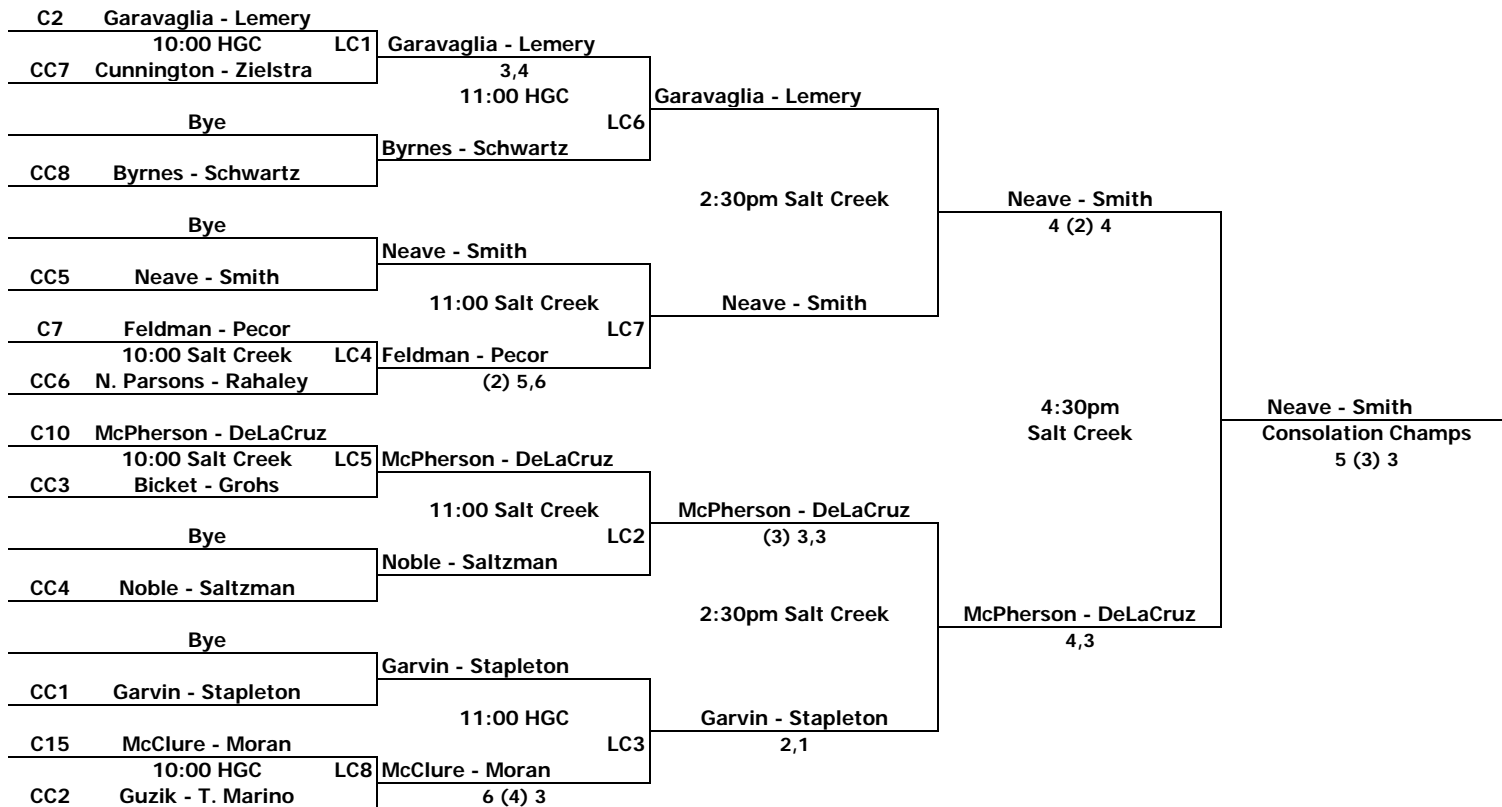 C2 Garavaglia - Lemery
10:00 HGC LC1 Garavaglia - Lemery
CC7 Cunnington - Zielstra 3,4
11:00 HGC Garavaglia - Lemery
Bye LC6
Byrnes - Schwartz
CC8 Byrnes - Schwartz
2:30pm Salt Creek Neave - Smith
Bye 4 (2) 4
Neave - Smith
CC5 Neave - Smith
11:00 Salt Creek Neave - Smith
C7 Feldman - Pecor LC7
10:00 Salt Creek LC4 Feldman - Pecor
CC6 N. Parsons - Rahaley (2) 5,6
4:30pm Neave - Smith
C10 McPherson - DeLaCruz Salt Creek Consolation Champs
10:00 Salt Creek LC5 McPherson - DeLaCruz 5 (3) 3
CC3 Bicket - Grohs
11:00 Salt Creek McPherson - DeLaCruz
Bye LC2 (3) 3,3
Noble - Saltzman
CC4 Noble - Saltzman
2:30pm Salt Creek McPherson - DeLaCruz
Bye 4,3
Garvin - Stapleton
CC1 Garvin - Stapleton
11:00 HGC Garvin - Stapleton
C15 McClure - Moran LC3 2,1
10:00 HGC LC8 McClure - Moran
CC2 Guzik - T. Marino 6 (4) 3